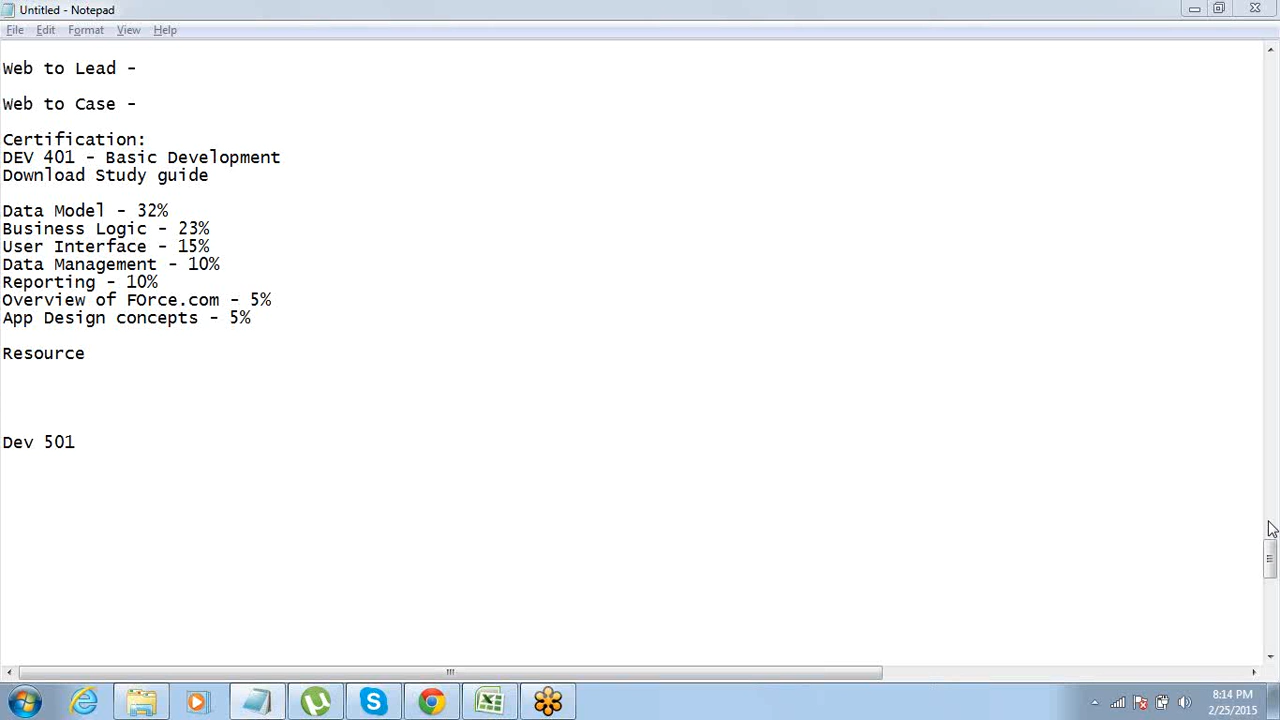 Untitled - Notepad
File Edit Format View Help
Web to Lead -
Web to Case -
Certification:
DEV 401 - Basic Development
Download Study guide
Data Model - 32%
Business Logic - 23%
User Interface - 15%
Data Management - 10%
Reporting - 10%
Overview of FOrce.com - 5%
App Design concepts - 5%
Resource
Dev 501
8:14 PM
2/25/2015